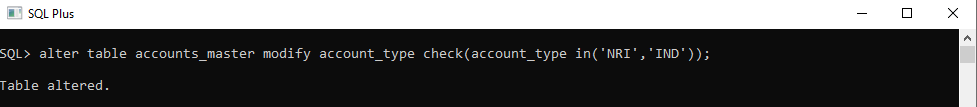 SQL Plus
SQL> alter table accounts_master modify account_type check(account_type in('NRI','IND'));
Table altered.